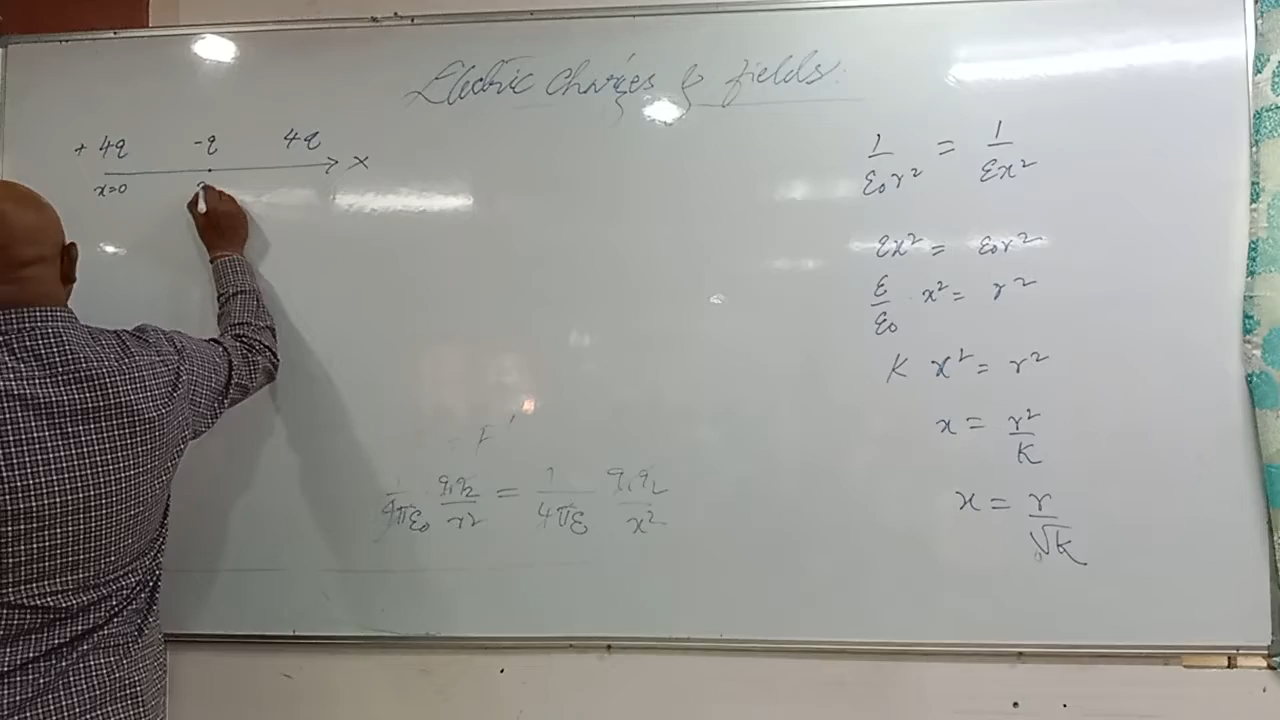 Electric Charges & fields.
+ 4q -q 4q
x=0 X
F'
1/4πε₀ q₁q₂/r² = 1/4πε q₁q₂/x²
1/ε₀r² = 1/εx²
εx² = ε₀r²
ε/ε₀ . x² = r²
K x² = r²
x = r²/K
x = r/√K